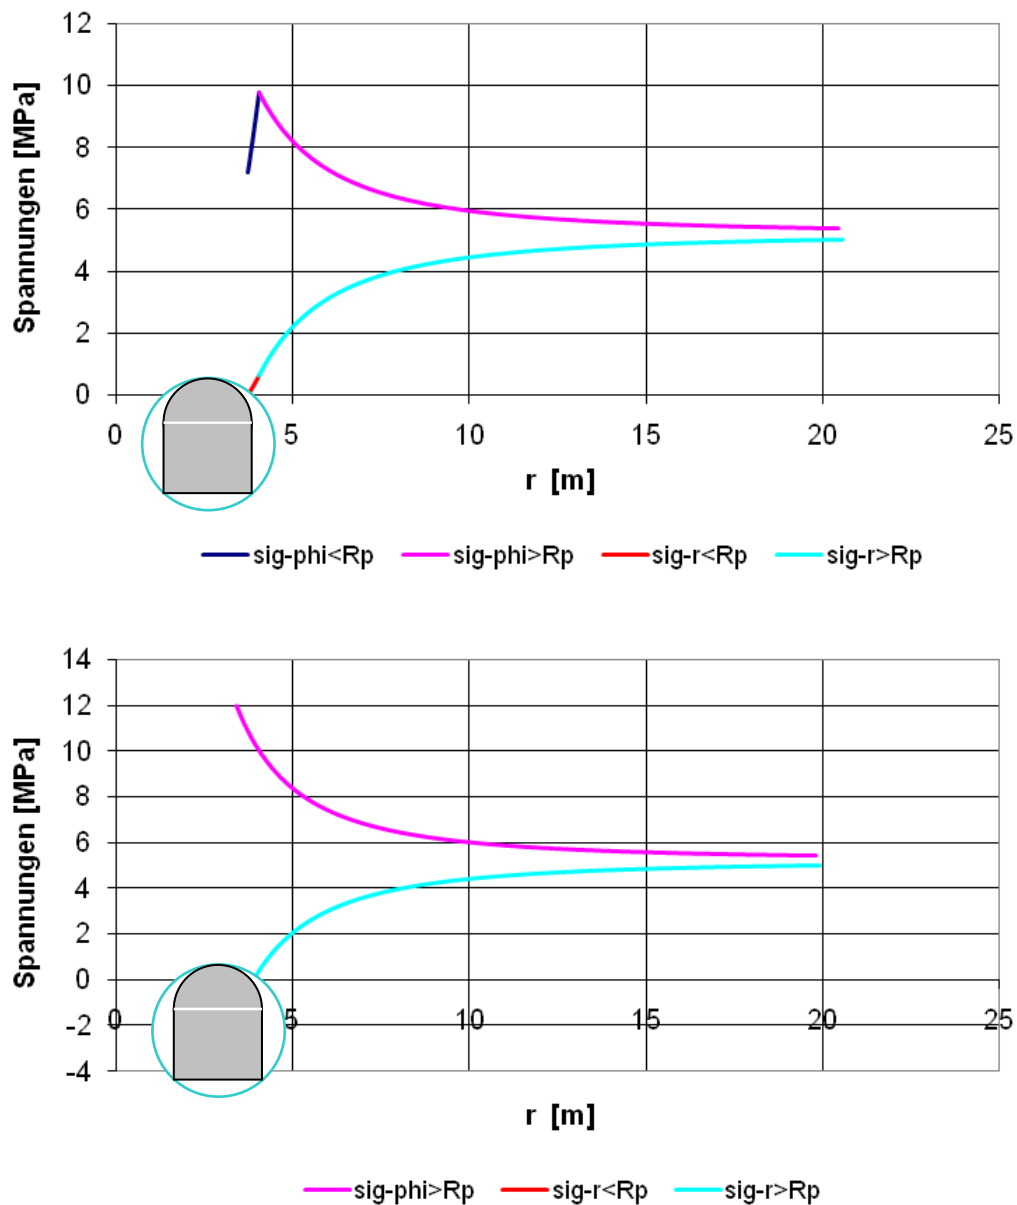 12
10
8
6
4
2
0
Spannungen [MPa]
0 5 10 15 20 25
r [m]
sig-phi<Rp sig-phi>Rp sig-r<Rp sig-r>Rp
14
12
10
8
6
4
2
0
-2
-4
Spannungen [MPa]
0 5 10 15 20 25
r [m]
sig-phi>Rp sig-r<Rp sig-r>Rp